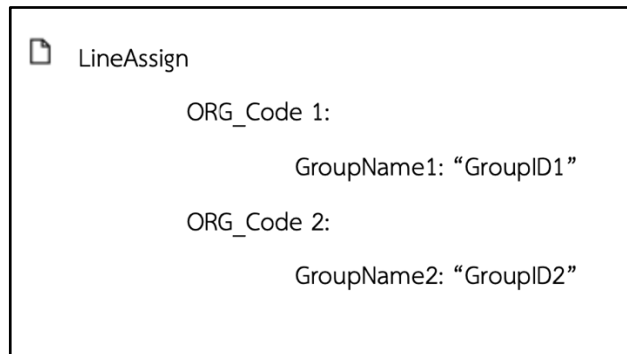 LineAssign
ORG_Code 1:
GroupName1: “GroupID1”
ORG_Code 2:
GroupName2: “GroupID2”